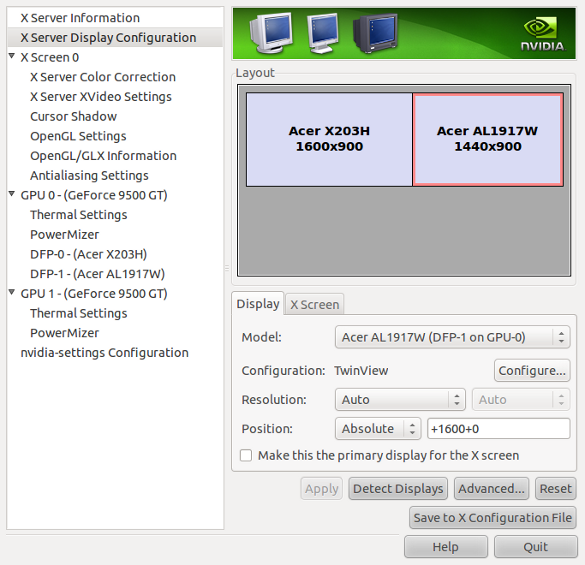 X Server Information
X Server Display Configuration
X Screen 0
X Server Color Correction
X Server XVideo Settings
Cursor Shadow
OpenGL Settings
OpenGL/GLX Information
Antialiasing Settings
GPU 0 - (GeForce 9500 GT)
Thermal Settings
PowerMizer
DFP-0 - (Acer X203H)
DFP-1 - (Acer AL1917W)
GPU 1 - (GeForce 9500 GT)
Thermal Settings
PowerMizer
nvidia-settings Configuration
NVIDIA
Layout
Acer X203H
1600x900
Acer AL1917W
1440x900
Display
X Screen
Model:
Acer AL1917W (DFP-1 on GPU-0)
Configuration: TwinView
Configure...
Resolution:
Auto
Auto
Position:
Absolute
+1600+0
Make this the primary display for the X screen
Apply
Detect Displays
Advanced...
Reset
Save to X Configuration File
Help
Quit